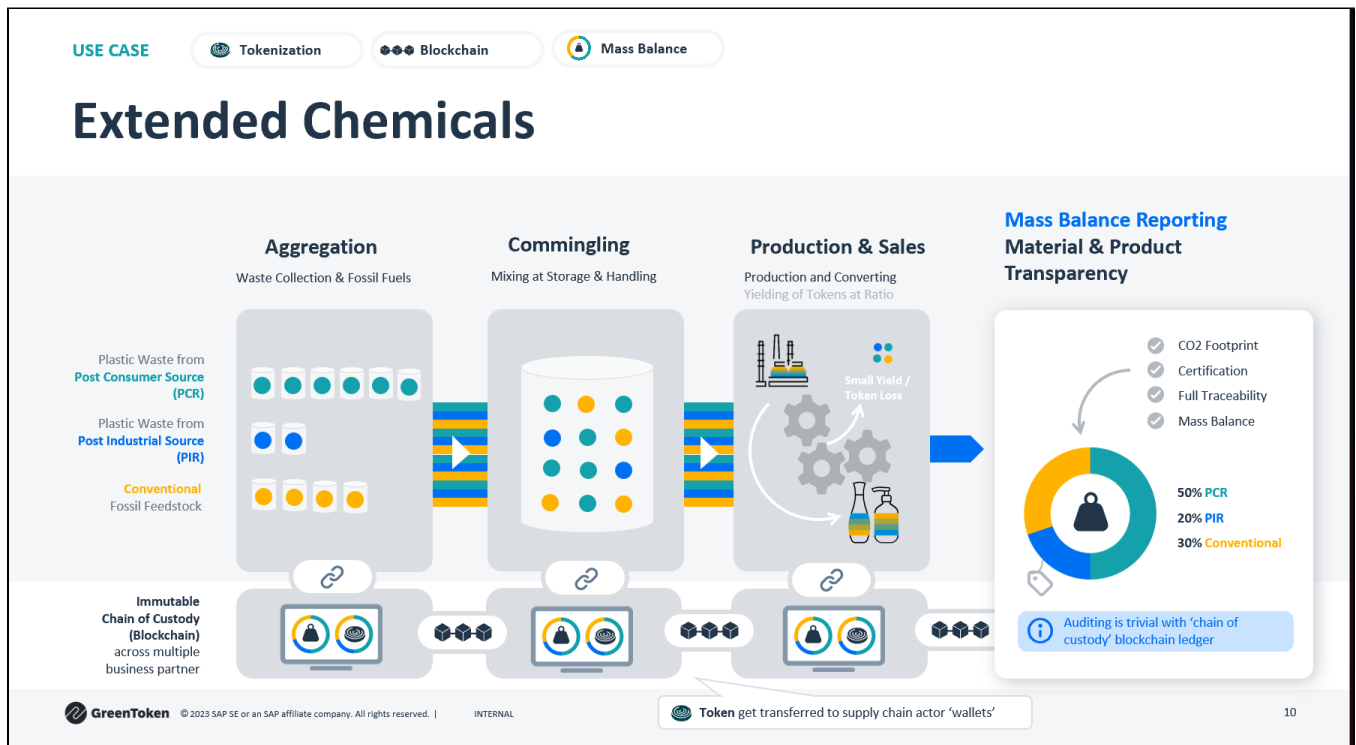 USE CASE
Tokenization
Blockchain
Mass Balance
Extended Chemicals
Aggregation
Waste Collection & Fossil Fuels
Commingling
Mixing at Storage & Handling
Production & Sales
Production and Converting
Yielding of Tokens at Ratio
Mass Balance Reporting
Material & Product
Transparency
Plastic Waste from
Post Consumer Source
(PCR)
Plastic Waste from
Post Industrial Source
(PIR)
Conventional
Fossil Feedstock
Small Yield /
Token Loss
CO2 Footprint
Certification
Full Traceability
Mass Balance
50% PCR
20% PIR
30% Conventional
Auditing is trivial with ‘chain of
custody’ blockchain ledger
Immutable
Chain of Custody
(Blockchain)
across multiple
business partner
GreenToken
© 2023 SAP SE or an SAP affiliate company. All rights reserved. |
INTERNAL
Token get transferred to supply chain actor ‘wallets’
10